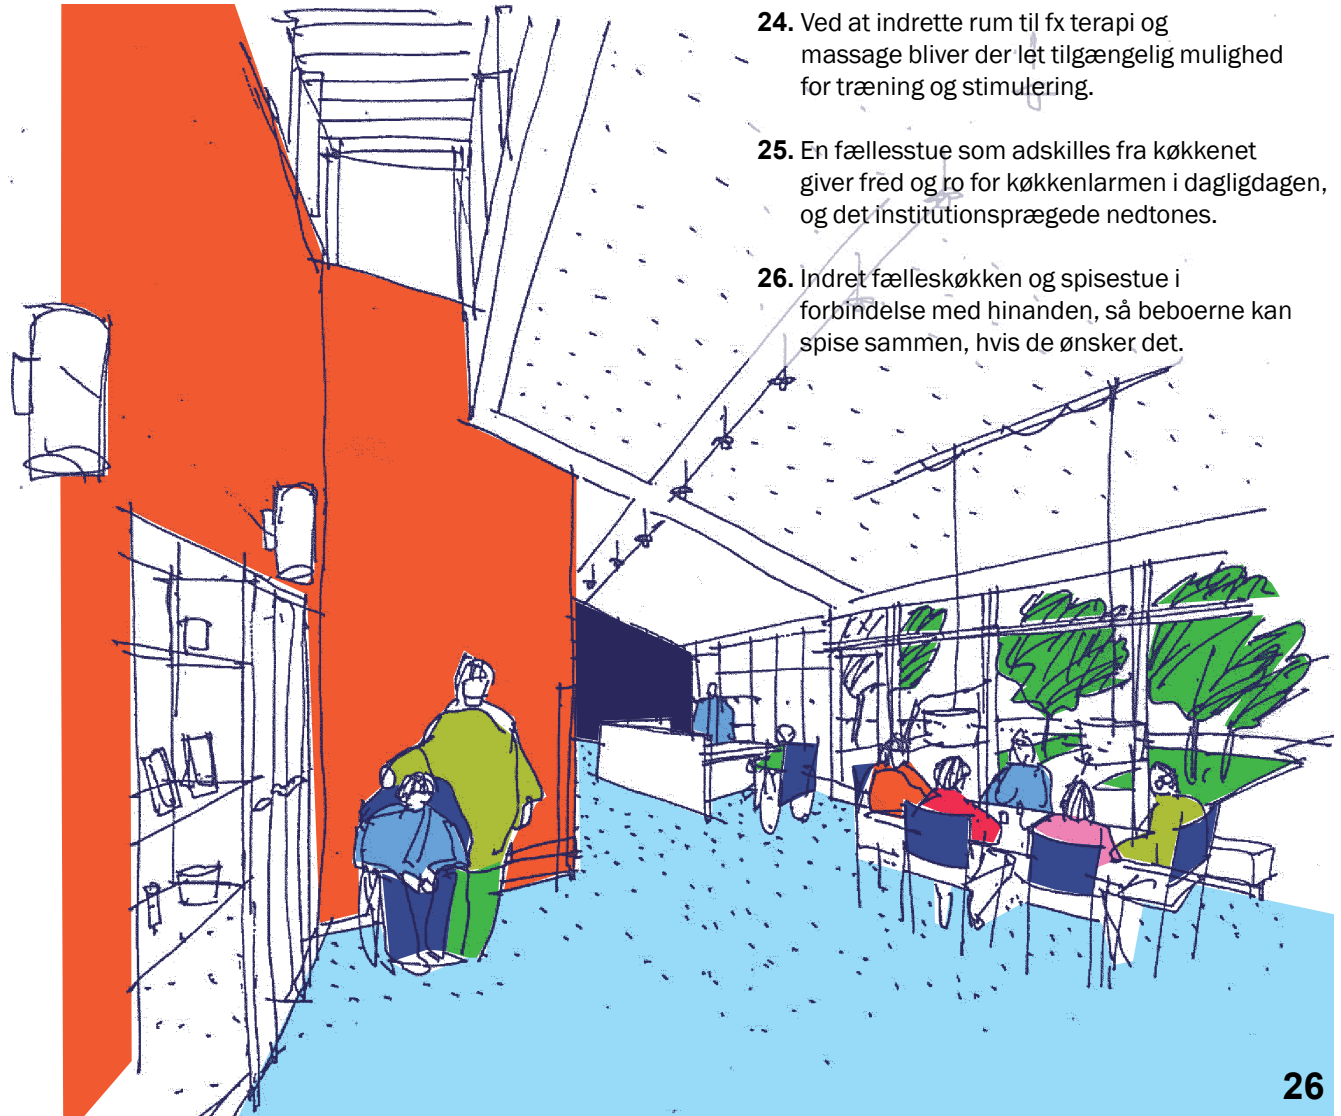 24. Ved at indrette rum til fx terapi og
massage bliver der let tilgængelig mulighed
for træning og stimulering.
25. En fællesstue som adskilles fra køkkenet
giver fred og ro for køkkenlarmen i dagligdagen,
og det institutionsprægede nedtones.
26. Indret fælleskøkken og spisestue i
forbindelse med hinanden, så beboerne kan
spise sammen, hvis de ønsker det.
26